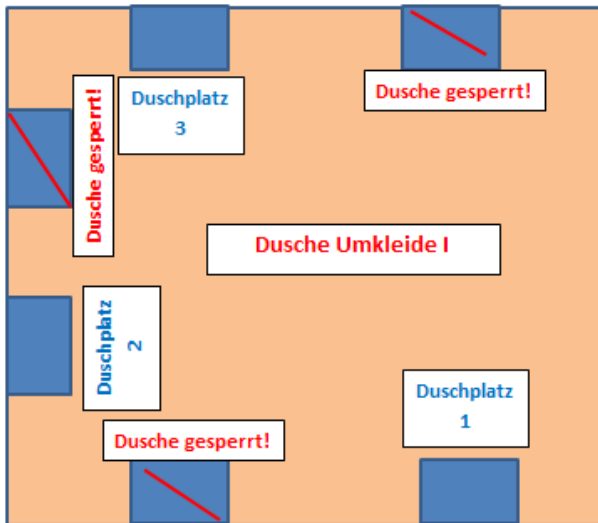 Duschplatz
3
Dusche gesperrt!
Dusche gesperrt!
Dusche Umkleide I
Duschplatz
2
Duschplatz
1
Dusche gesperrt!